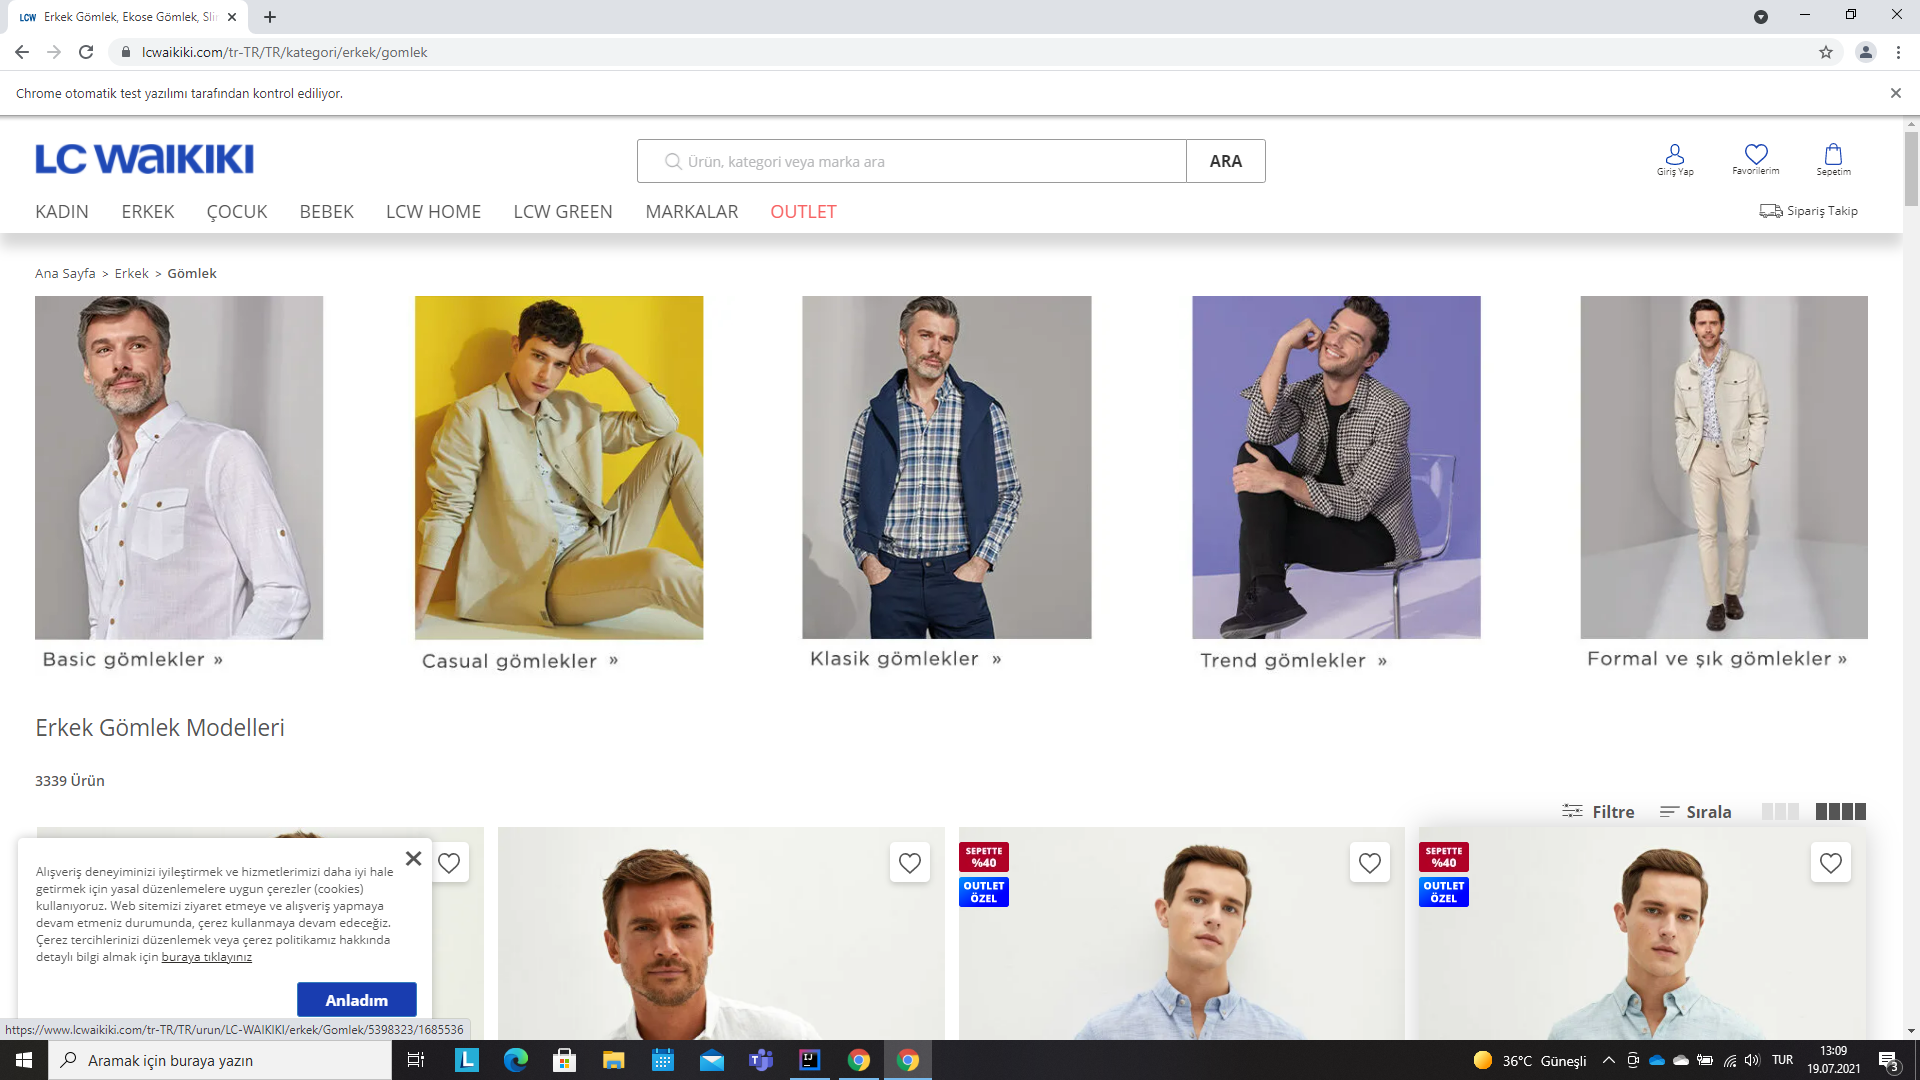 LCW Erkek Gömlek, Ekose Gömlek, Sli
lcwaikiki.com/tr-TR/TR/kategori/erkek/gomlek
Chrome otomatik test yazılımı tarafından kontrol ediliyor.
LC WAIKIKI
Ürün, kategori veya marka ara
ARA
Giriş Yap
Favorilerim
Sepetim
KADIN ERKEK ÇOCUK BEBEK LCW HOME LCW GREEN MARKALAR OUTLET
Sipariş Takip
Ana Sayfa > Erkek > Gömlek
Basic gömlekler »
Casual gömlekler »
Klasik gömlekler »
Trend gömlekler »
Formal ve şık gömlekler »
Erkek Gömlek Modelleri
3339 Ürün
Filtre
Sırala
SEPETTE
%40
OUTLET
ÖZEL
SEPETTE
%40
OUTLET
ÖZEL
Alışveriş deneyiminizi iyileştirmek ve hizmetlerimizi daha iyi hale
getirmek için yasal düzenlemelere uygun çerezler (cookies)
kullanıyoruz. Web sitemizi ziyaret etmeye ve alışveriş yapmaya
devam etmeniz durumunda, çerez kullanmaya devam edeceğiz.
Çerez tercihlerinizi düzenlemek veya çerez politikamız hakkında
detaylı bilgi almak için buraya tıklayınız
Anladım
https://www.lcwaikiki.com/tr-TR/TR/urun/LC-WAIKIKI/erkek/Gomlek/5398323/1685536
Aramak için buraya yazın
L
IJ
36°C Güneşli
TUR
13:09
19.07.2021
3